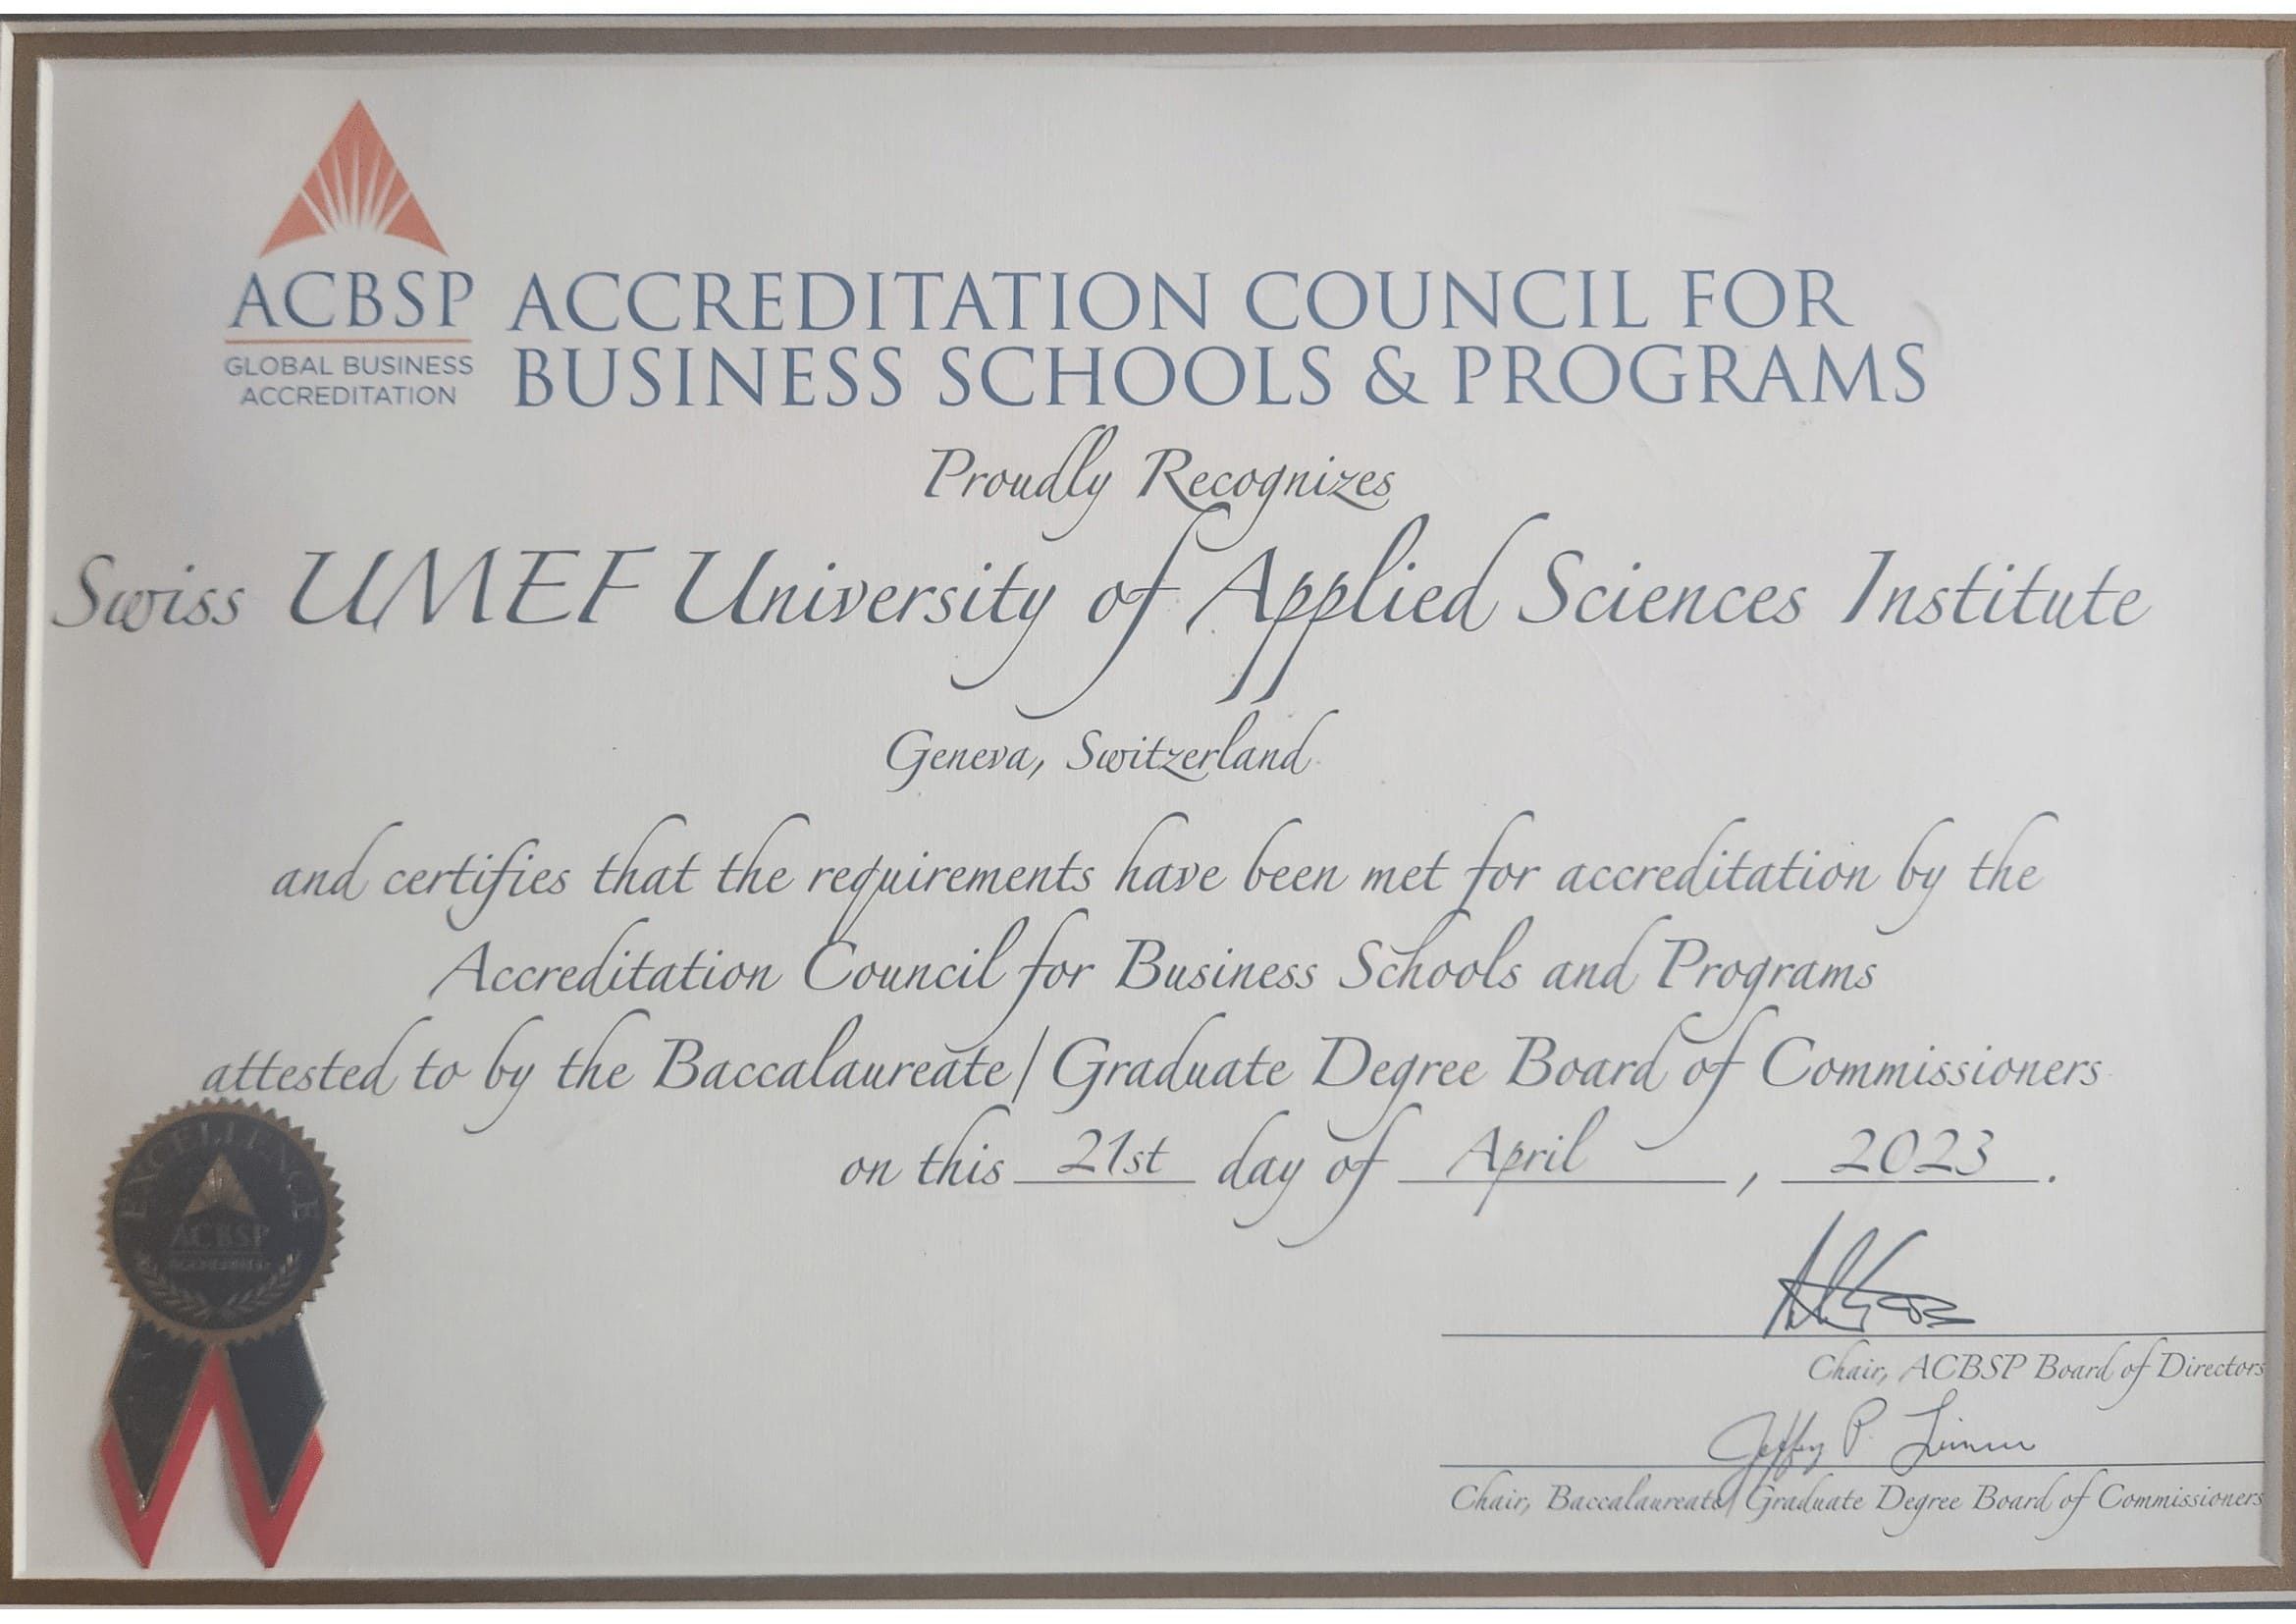 ACBSP
GLOBAL BUSINESS
ACCREDITATION
ACCREDITATION COUNCIL FOR
BUSINESS SCHOOLS & PROGRAMS
Proudly Recognizes
Swiss UMEF University of Applied Sciences Institute
Geneva, Switzerland
and certifies that the requirements have been met for accreditation by the
Accreditation Council for Business Schools and Programs
attested to by the Baccalaureate/Graduate Degree Board of Commissioners
on this 21st day of April, 2023.
EXCELLENCE
ACBSP
Chair, ACBSP Board of Directors
Jeffrey P.
Chair, Baccalaureate/Graduate Degree Board of Commissioners